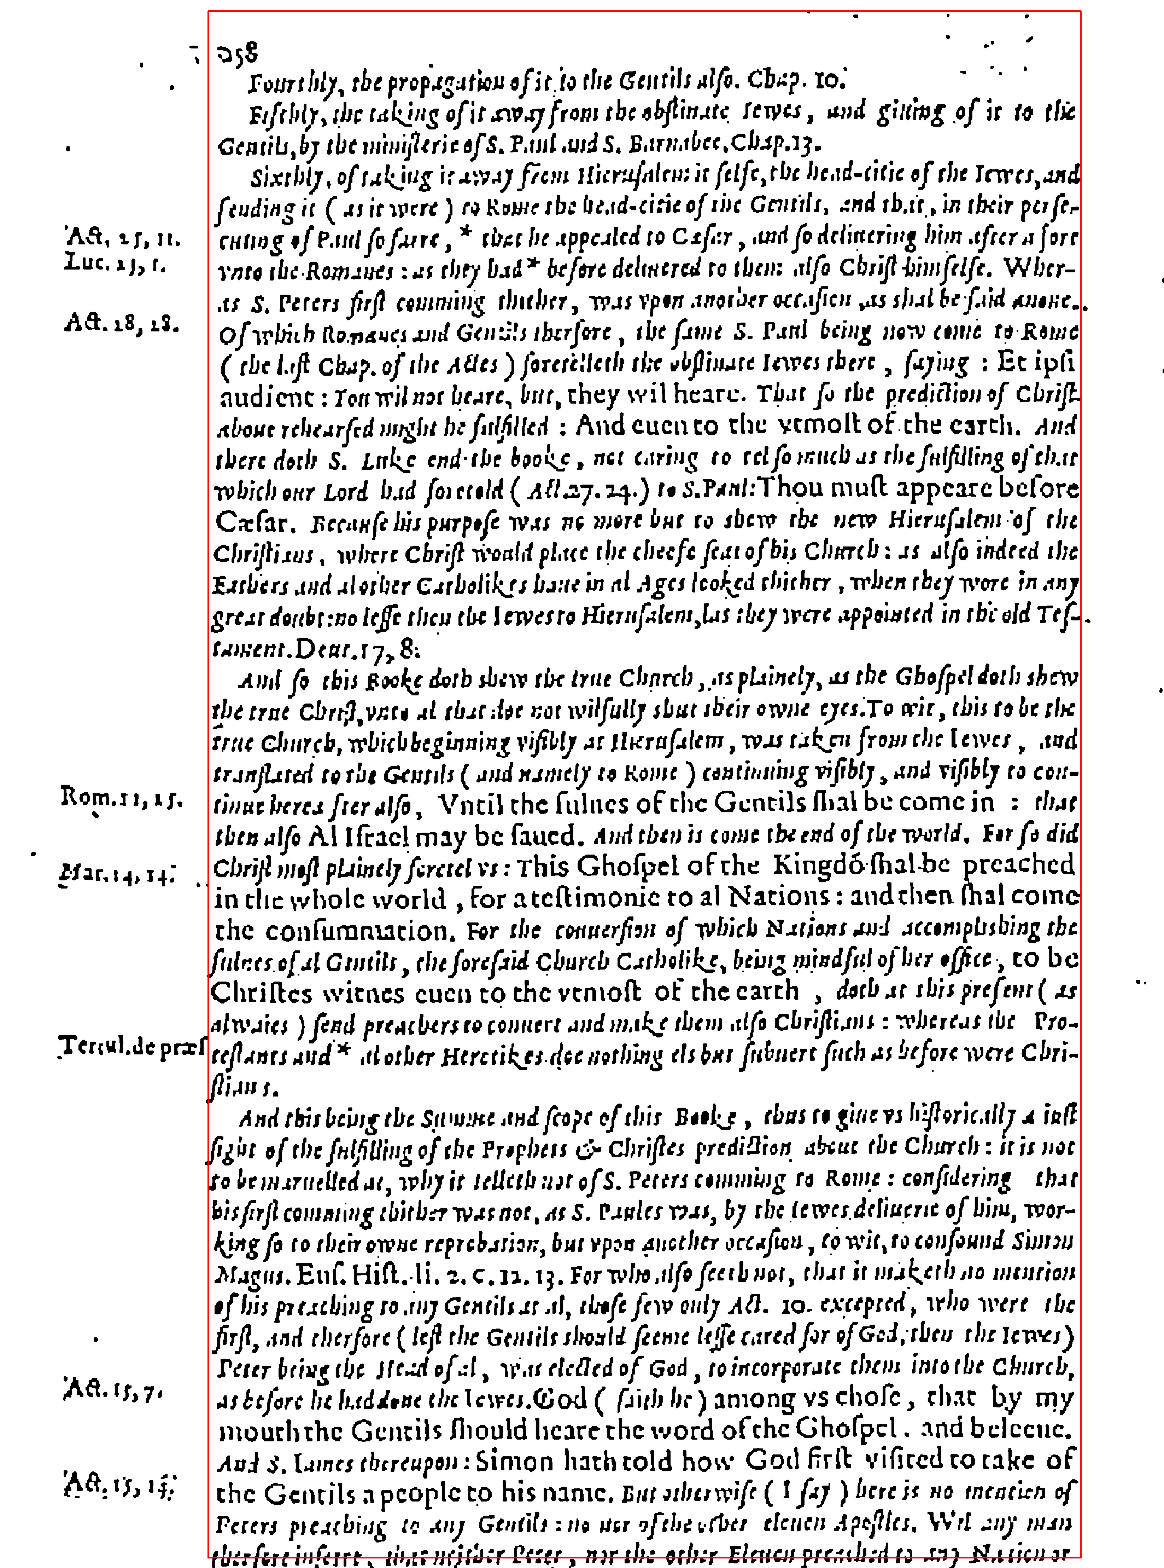 258
Fourthly, the propagation of it to the Gentils also. Chap. 10.
Fifthly, the taking of it away from the obstinate Iewes, and giuing of it to the
Gentils, by the ministerie of S. Paul and S. Barnabee, Chap. 13.
Sixthly, of taking it away from Hierusalem it selfe, the head-citie of the Iewes, and
sending it (as it were) to Rome the head-citie of the Gentils, and that, in their perse-
Act, 25, 11.
cuting of Paul so farre, * that he appealed to Cæsar, and so deliuering him after a sort
Luc. 23, 1.
vnto the Romanes: as they had* before deliuered to them also Christ himselfe. Wher-
as S. Peters first comming thither, was vpon another occasion, as shal be said anone.
Act. 28, 28.
Of which Romanes and Gentils therfore, the same S. Paul being now come to Rome
(the last Chap. of the Actes) foretelleth the obstinate Iewes there, saying: Et ipsi
audient: You wil not heare, but, they wil heare. That so the prediction of Christ
aboue rehearsed might be fulfilled: And euen to the vtmost of the earth. And
there doth S. Luke end the booke, not caring to tel so much as the fulfilling of that
which our Lord had foretold (Act. 27. 24.) to S. Paul: Thou must appeare before
Cæsar. Because his purpose was no more but to shew the new Hierusalem of the
Christians, where Christ would place the cheefe seat of his Church: as also indeed the
Fathers and al other Catholikes haue in al Ages looked thither, when they were in any
great doubt: no lesse then the Iewes to Hierusalem, as they were appointed in the old Tes-
tament. Deut. 17, 8.
And so this Booke doth shew the true Church, as plainely, as the Ghospel doth shew
the true Christ, vnto al that doe not wilfully shut their owne eyes. To wit, this to be the
true Church, which beginning visibly at Hierusalem, was taken from the Iewes, and
translated to the Gentils (and namely to Rome) continuing visibly, and visibly to con-
Rom. 11, 25.
tinue hereafter also, Vntil the fulnes of the Gentils shal be come in: that
then also Al Israel may be saued. And then is come the end of the world. For so did
Mar. 14, 14.
Christ most plainely foretel vs: This Ghospel of the Kingdõ shal be preached
in the whole world, for a testimonie to al Nations: and then shal come
the consummation. For the conuersion of which Nations and accomplishing the
fulnes of al Gentils, the foresaid Church Catholike, being mindful of her office, to be
Christes witnes euen to the vtmost of the earth, doth at this present (as
alwaies) send preachers to conuert and make them also Christians: whereas the Pro-
Tertul. de præs
testants and* al other Heretikes doe nothing els but subuert such as before were Chri-
stians.
And this being the Summe and scope of this Booke, thus to giue vs historically a inst
sight of the fulfilling of the Prophets & Christes prediction about the Church: it is not
to be maruelled at, why it telleth not of S. Peters comming to Rome: considering that
his first comming thither was not, as S. Paules was, by the Iewes deliuerie of him, wor-
king so to their owne reprobation, but vpon another occasion, to wit, to confound Simon
Magus. Eus. Hist. li. 2. c. 12. 13. For who also seeth not, that it maketh no mention
of his preaching to any Gentils at al, those few only Act. 10. excepted, who were the
first, and therfore (lest the Gentils should seeme lesse cared for of God, then the Iewes)
Peter being the Head of al, was elected of God, to incorporate them into the Church,
Act. 15, 7.
as before he had done the Iewes. God (saith he) among vs chose, that by my
mouth the Gentils should heare the word of the Ghospel. and beleeue.
And S. Iames thereupon: Simon hath told how God first visited to take of
Act. 15, 15.
the Gentils a people to his name. But otherwise (I say) here is no mention of
Peters preaching to any Gentils: no nor of the other eleuen Apostles. Wil any man
therfore inferre, that neither Peter, nor the other Eleuen preached to any Nation or